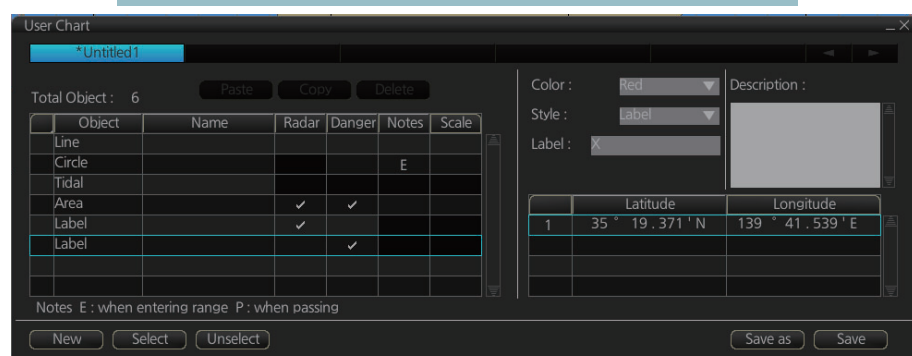 User Chart
*Untitled1
Total Object : 6
Paste Copy Delete
Object Name Radar Danger Notes Scale
Line
Circle E
Tidal
Area ✓ ✓
Label ✓
Label ✓
Notes E : when entering range P : when passing
Color : Red
Style : Label
Label : X
Description :
Latitude Longitude
1 35 ° 19 . 371 ' N 139 ° 41 . 539 ' E
New Select Unselect Save as Save